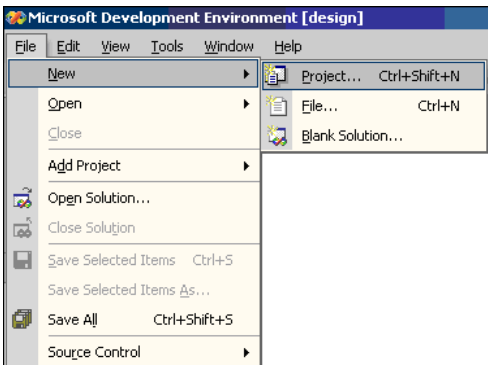 Microsoft Development Environment [design]
File Edit View Tools Window Help
New
Project... Ctrl+Shift+N
Open
File... Ctrl+N
Close
Blank Solution...
Add Project
Open Solution...
Close Solution
Save Selected Items Ctrl+S
Save Selected Items As...
Save All Ctrl+Shift+S
Source Control